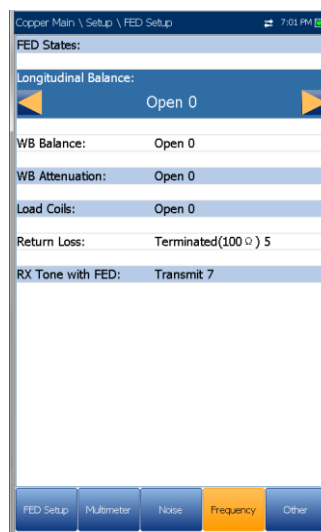 Copper Main \ Setup \ FED Setup 7:01 PM
FED States:
Longitudinal Balance:
Open 0
WB Balance: Open 0
WB Attenuation: Open 0
Load Coils: Open 0
Return Loss: Terminated(100 Ω ) 5
RX Tone with FED: Transmit 7
FED Setup Multimeter Noise Frequency Other